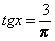 tgx = 3/π